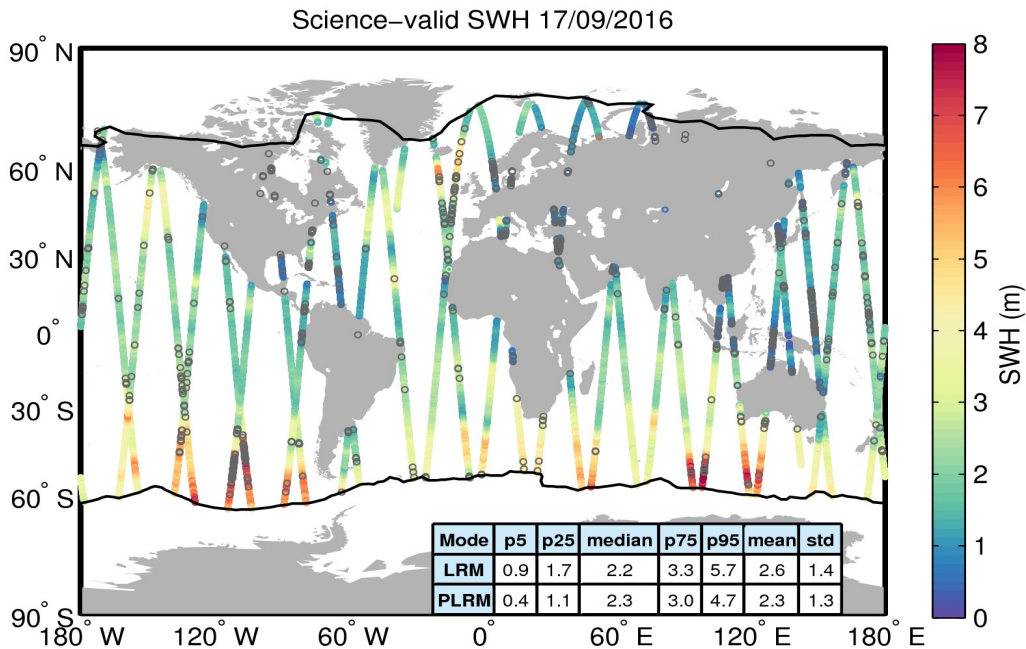 Science−valid SWH 17/09/2016
90° N
60° N
30° N
0°
30° S
60° S
90° S
180° W
120° W
60° W
0°
60° E
120° E
180° E
8
7
6
5
4
3
2
1
0
SWH (m)
Mode p5 p25 median p75 p95 mean std
LRM 0.9 1.7 2.2 3.3 5.7 2.6 1.4
PLRM 0.4 1.1 2.3 3.0 4.7 2.3 1.3